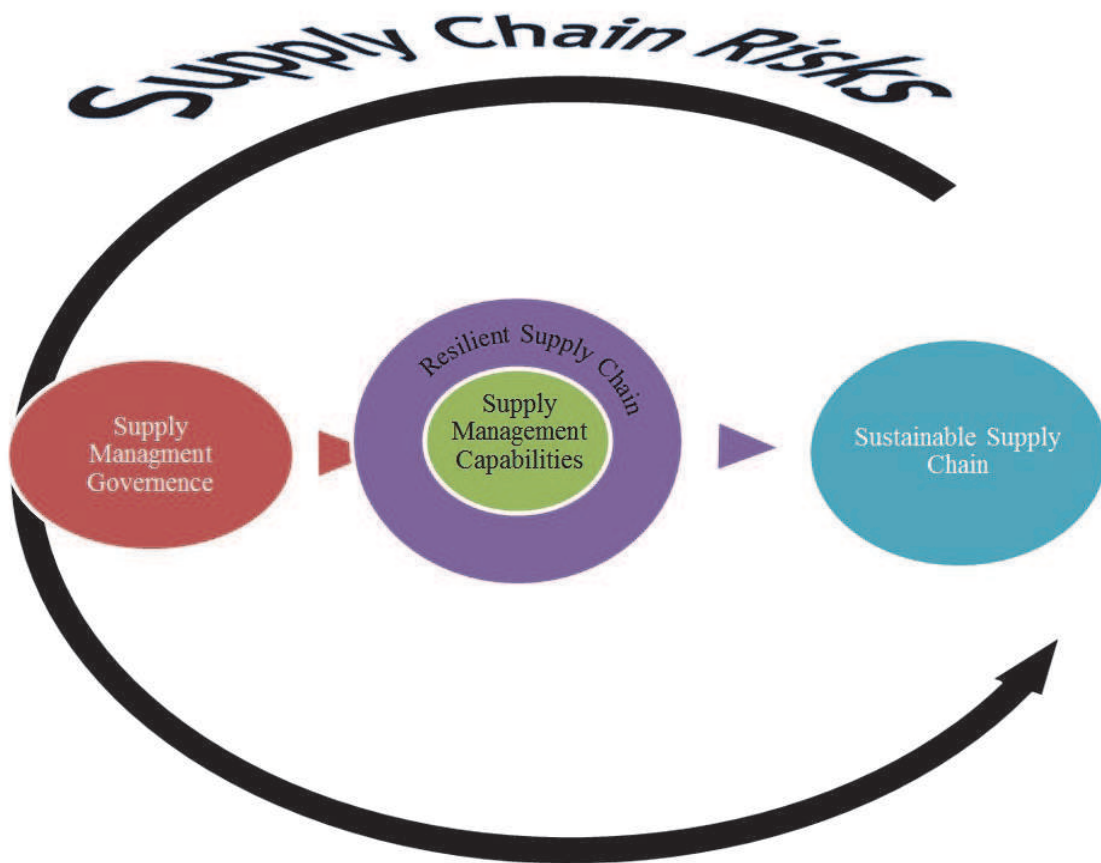 Supply Chain Risks
Supply
Managment
Governence
Resilient Supply Chain
Supply
Management
Capabilities
Sustainable Supply
Chain